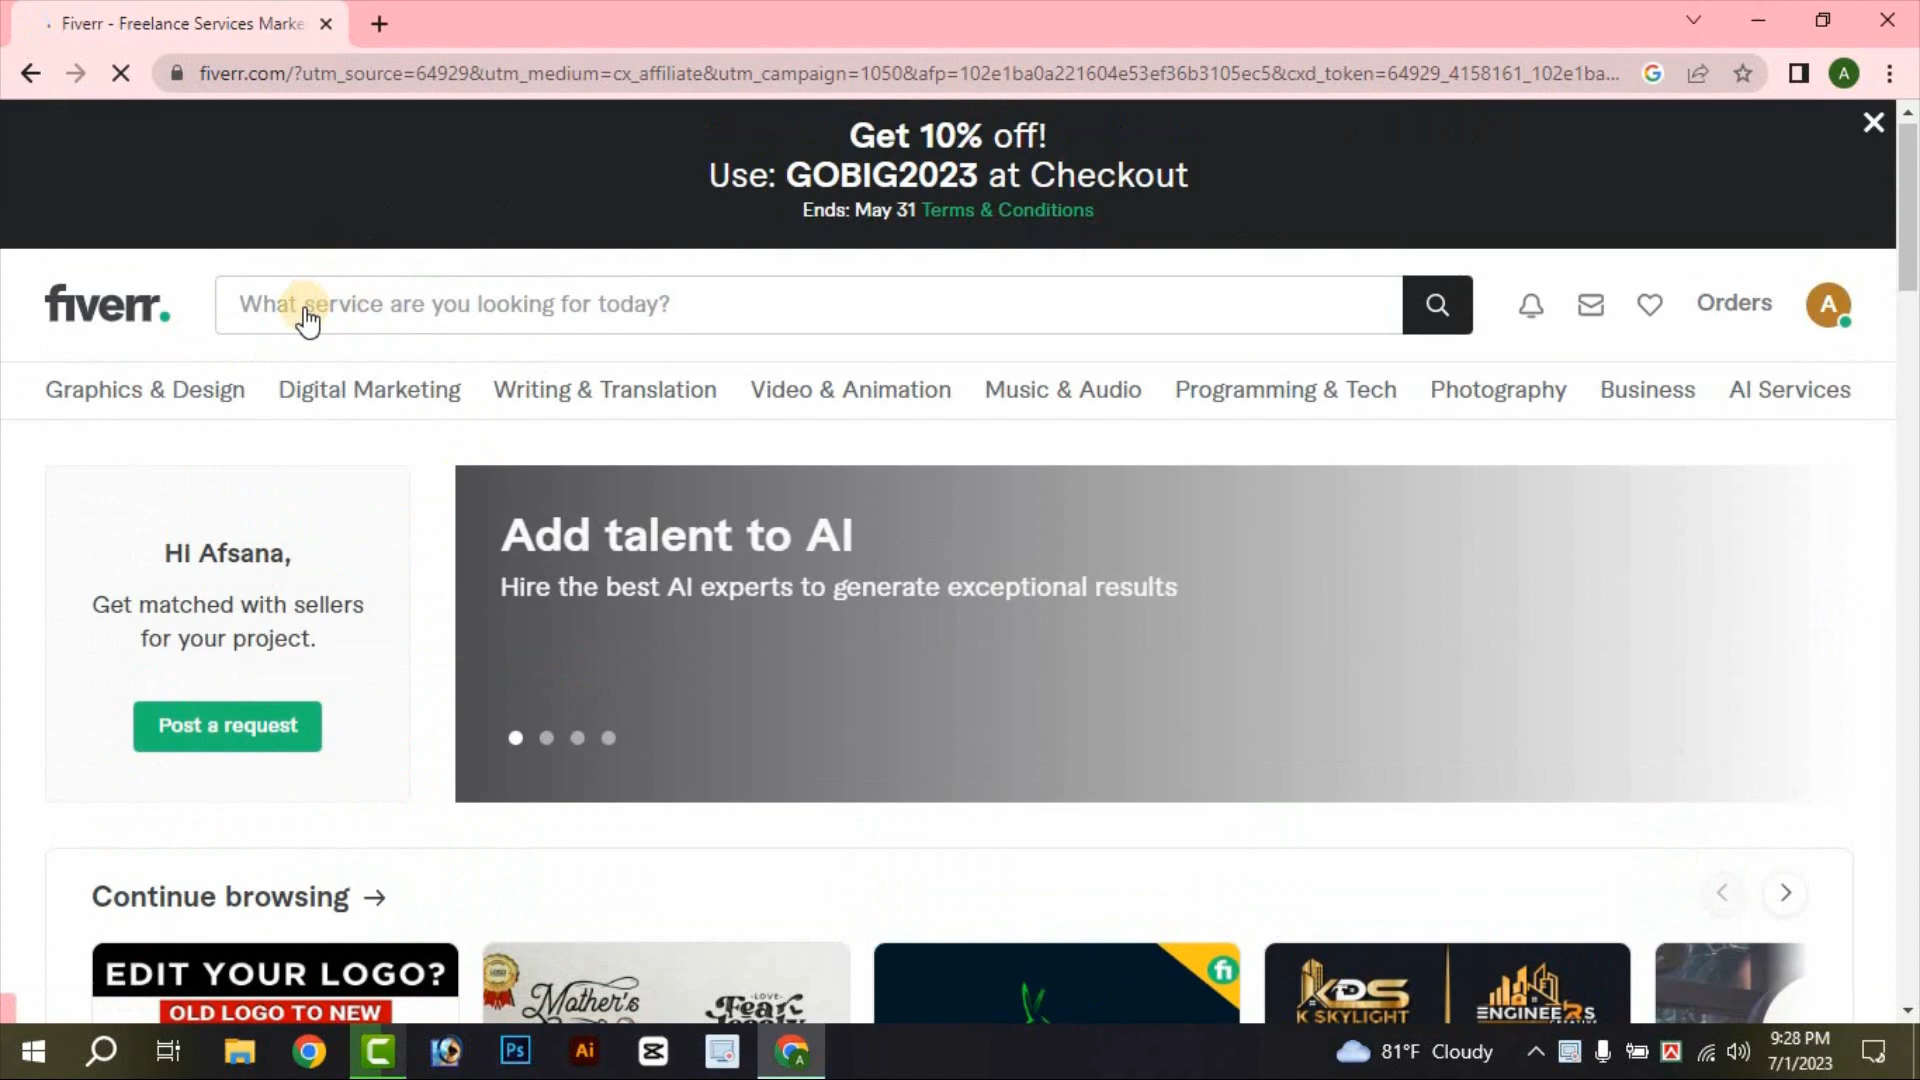 Fiverr - Freelance Services Marke
fiverr.com/?utm_source=64929&utm_medium=cx_affiliate&utm_campaign=1050&afp=102e1ba0a221604e53ef36b3105ec5&cxd_token=64929_4158161_102e1ba...
A
Get 10% off!
Use: GOBIG2023 at Checkout
Ends: May 31 Terms & Conditions
fiverr.
What service are you looking for today?
Orders
A
Graphics & Design
Digital Marketing
Writing & Translation
Video & Animation
Music & Audio
Programming & Tech
Photography
Business
AI Services
HI Afsana,
Get matched with sellers
for your project.
Post a request
Add talent to AI
Hire the best AI experts to generate exceptional results
Continue browsing →
EDIT YOUR LOGO?
OLD LOGO TO NEW
Mother's
LOVE
Fear
fi
KDS
K SKYLIGHT
ENGINEERS
Ps
Ai
81°F Cloudy
9:28 PM
7/1/2023